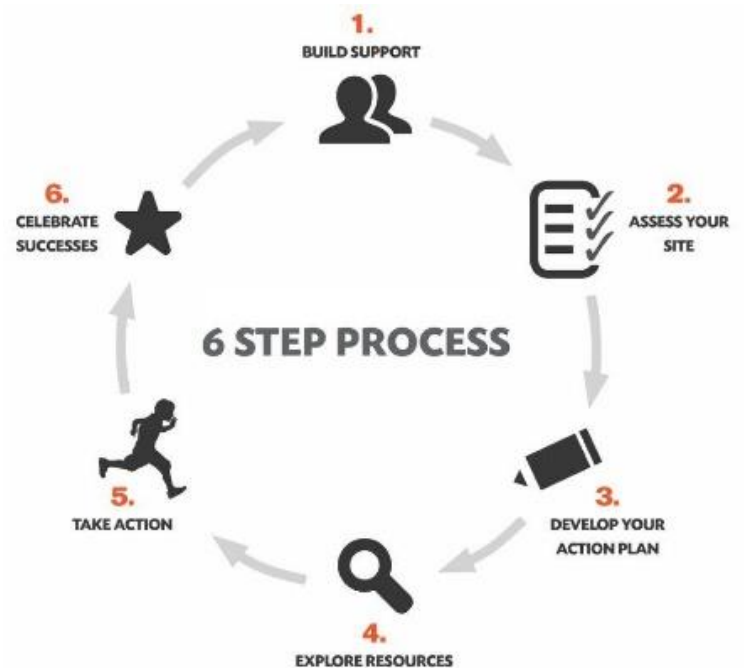 1.
BUILD SUPPORT
2.
ASSESS YOUR
SITE
3.
DEVELOP YOUR
ACTION PLAN
4.
EXPLORE RESOURCES
5.
TAKE ACTION
6.
CELEBRATE
SUCCESSES
6 STEP PROCESS